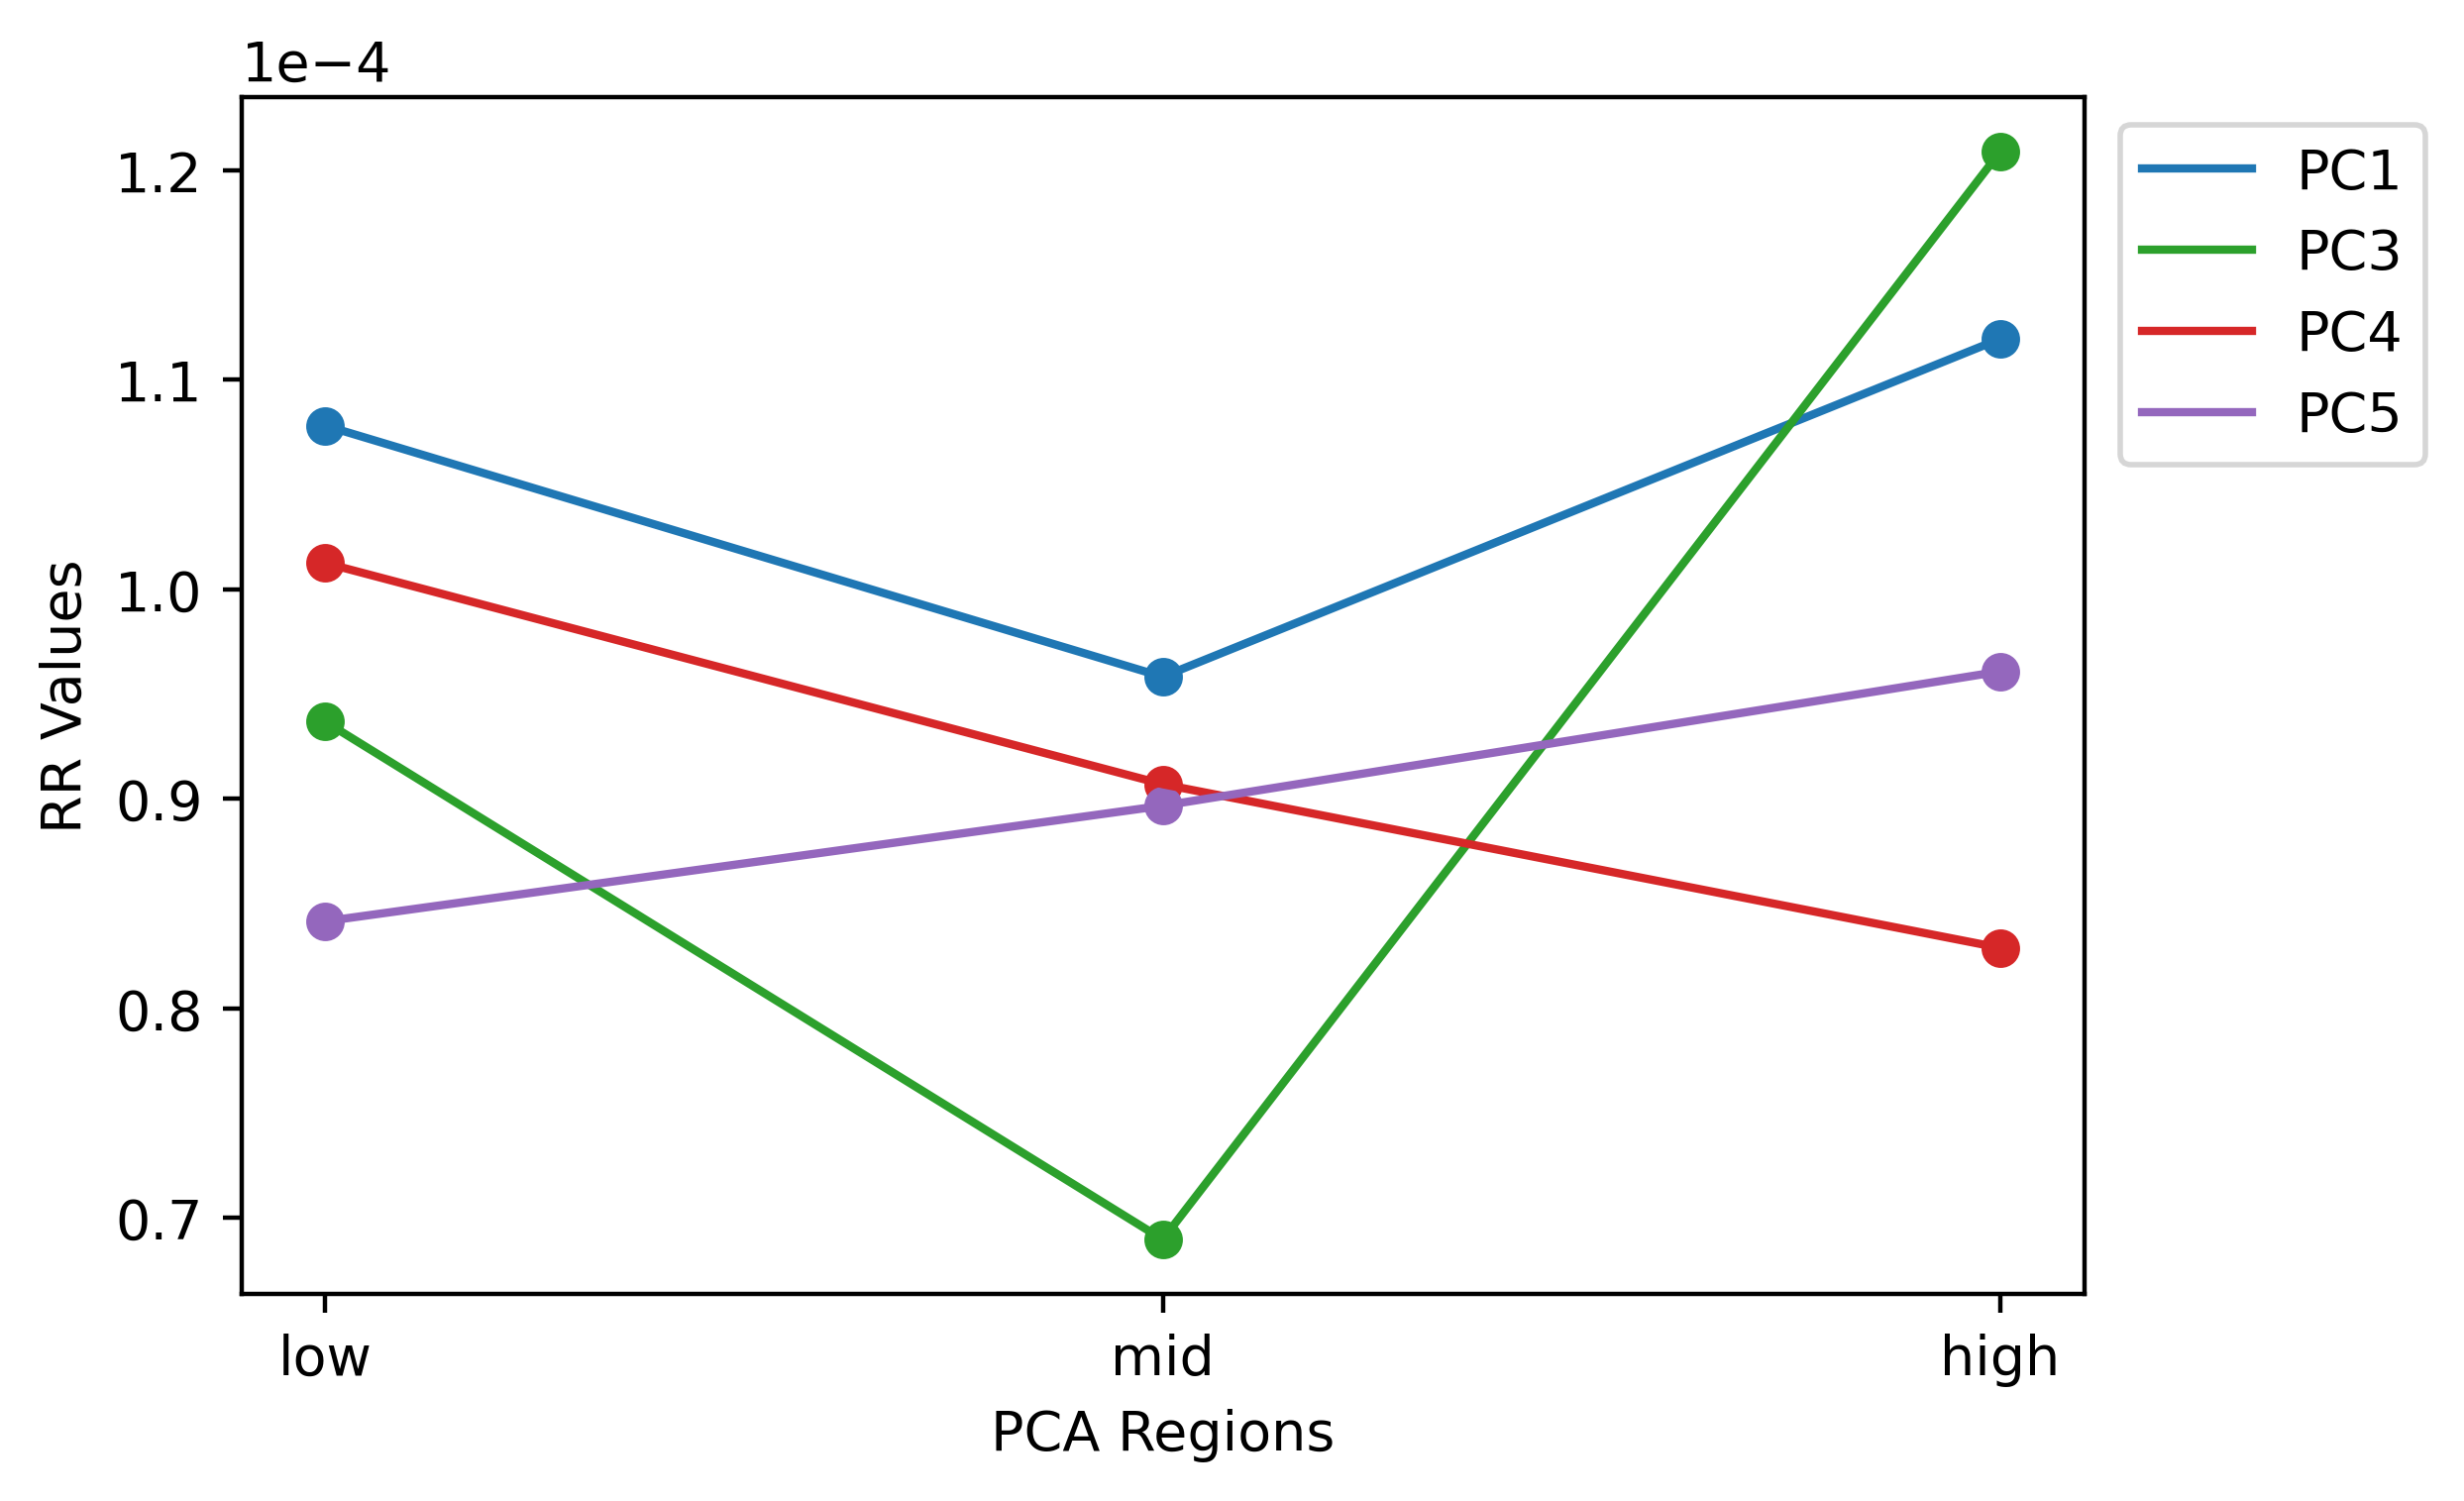 1e−4
1.2
1.1
1.0
0.9
0.8
0.7
RR Values
low
mid
high
PCA Regions
PC1
PC3
PC4
PC5